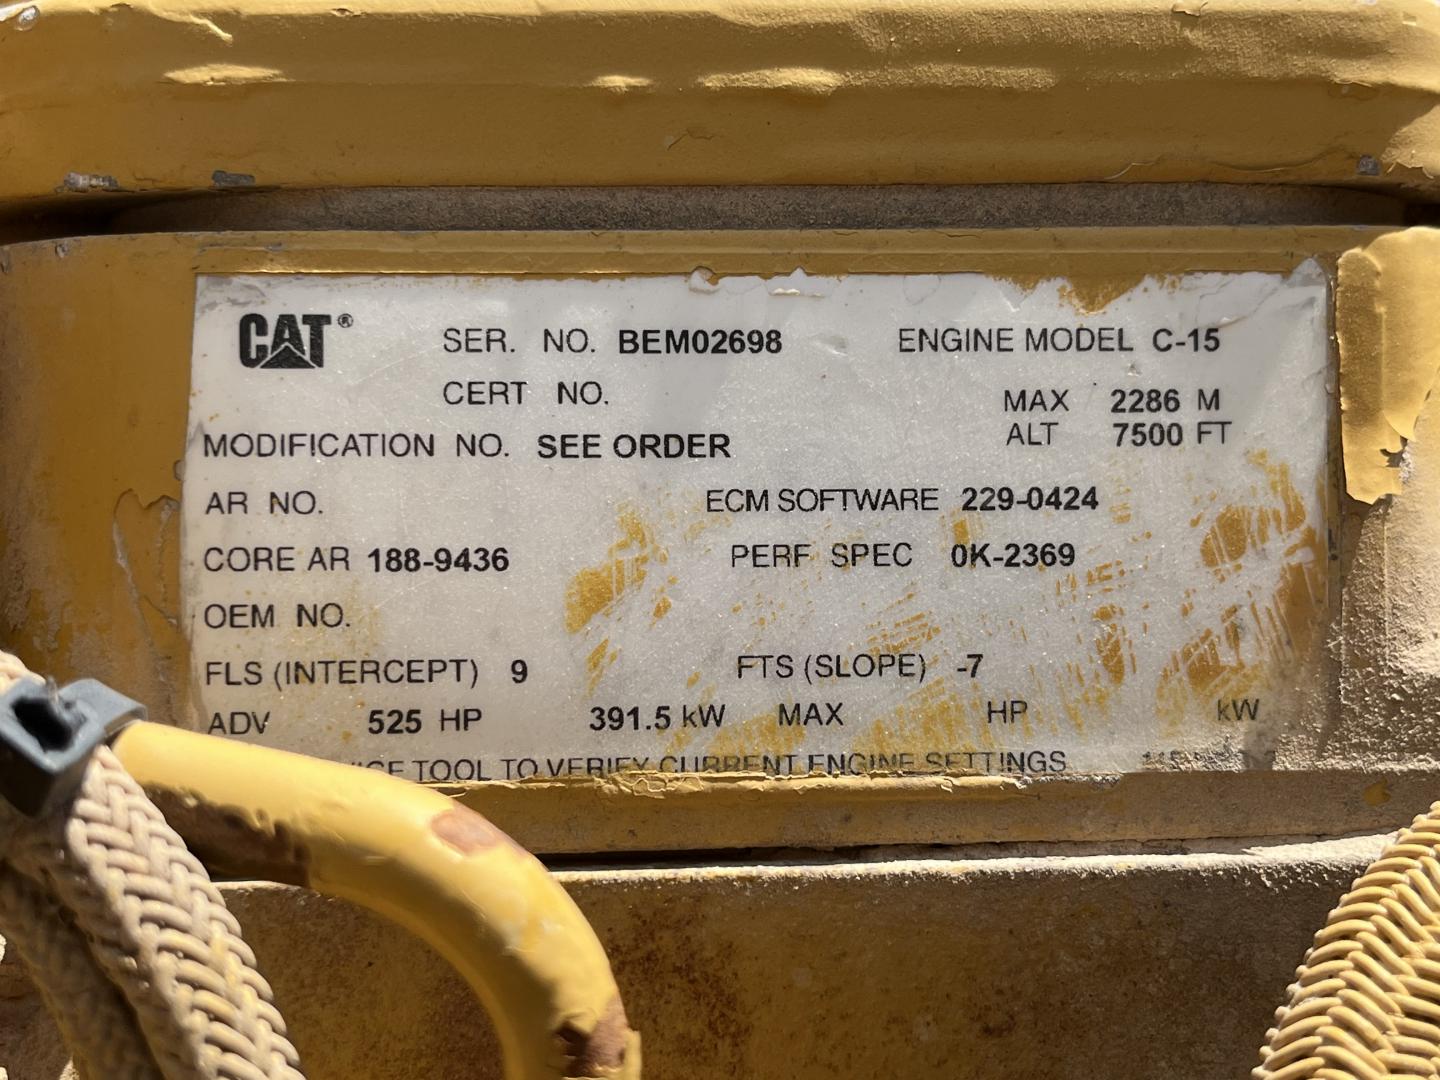 CAT® SER. NO. BEM02698 ENGINE MODEL C-15
CERT NO. MAX 2286 M
ALT 7500 FT
MODIFICATION NO. SEE ORDER
AR NO. ECM SOFTWARE 229-0424
CORE AR 188-9436 PERF SPEC 0K-2369
OEM NO.
FLS (INTERCEPT) 9 FTS (SLOPE) -7
ADV 525 HP 391.5 kW MAX HP kW
TOOL TO VERIFY CURRENT ENGINE SETTINGS